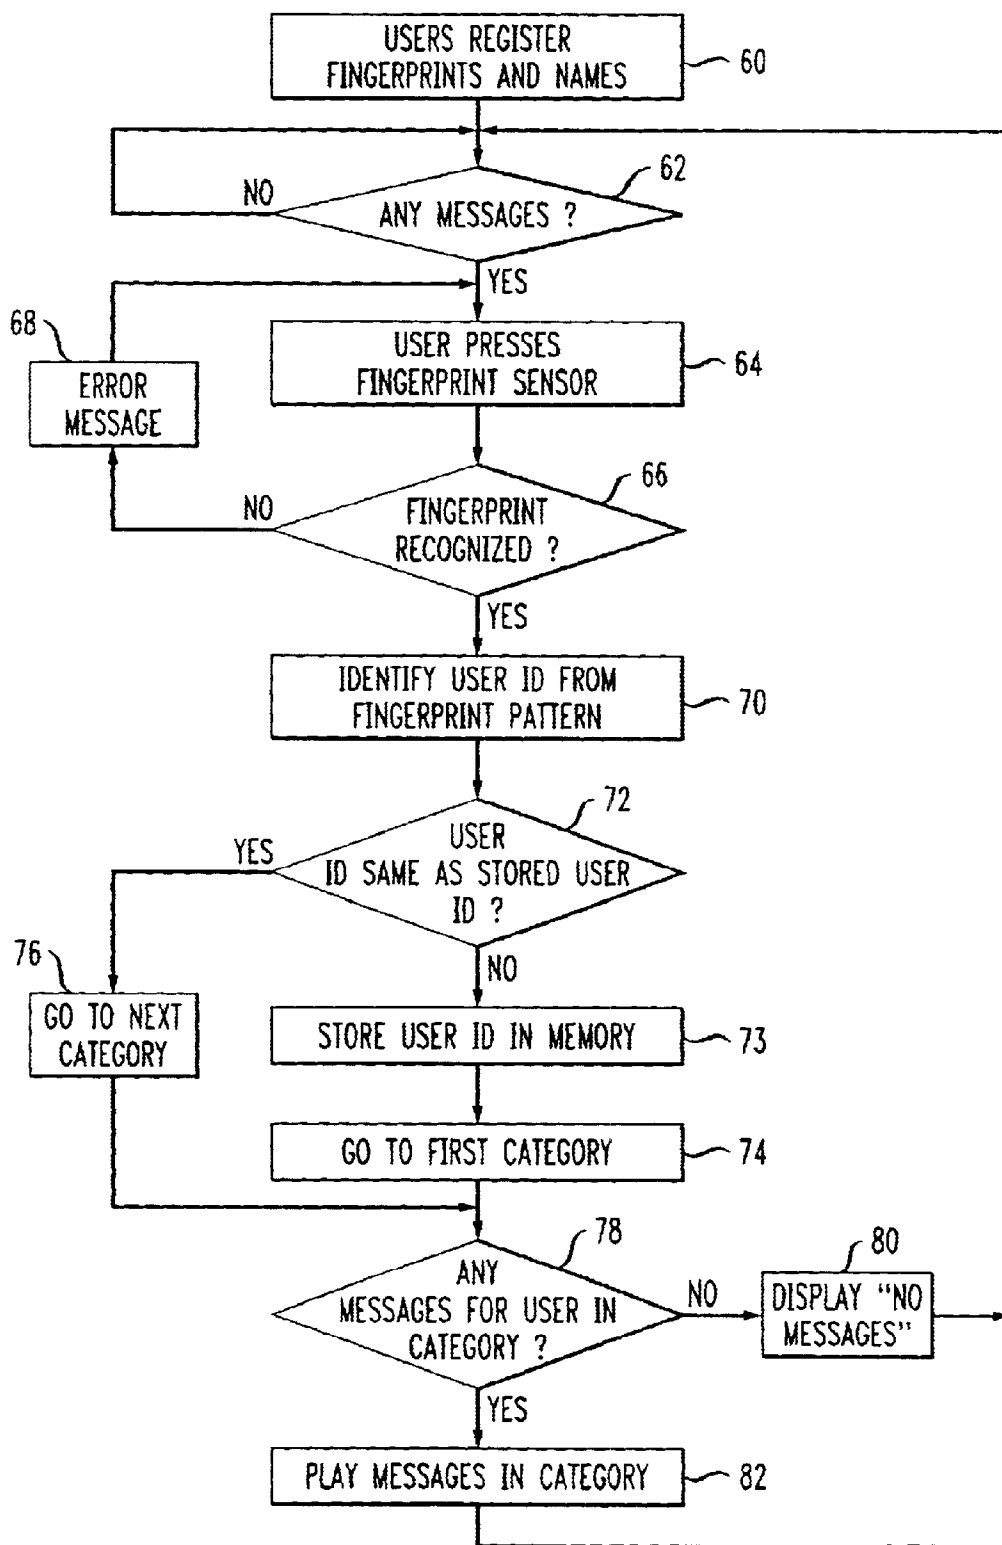 USERS REGISTER
FINGERPRINTS AND NAMES
60
62
NO
ANY MESSAGES ?
YES
68
USER PRESSES
FINGERPRINT SENSOR
64
ERROR
MESSAGE
66
NO
FINGERPRINT
RECOGNIZED ?
YES
IDENTIFY USER ID FROM
FINGERPRINT PATTERN
70
72
YES
USER
ID SAME AS STORED USER
ID ?
76
NO
GO TO NEXT
CATEGORY
STORE USER ID IN MEMORY
73
GO TO FIRST CATEGORY
74
78
80
ANY
MESSAGES FOR USER IN
CATEGORY ?
NO
DISPLAY "NO
MESSAGES"
YES
PLAY MESSAGES IN CATEGORY
82